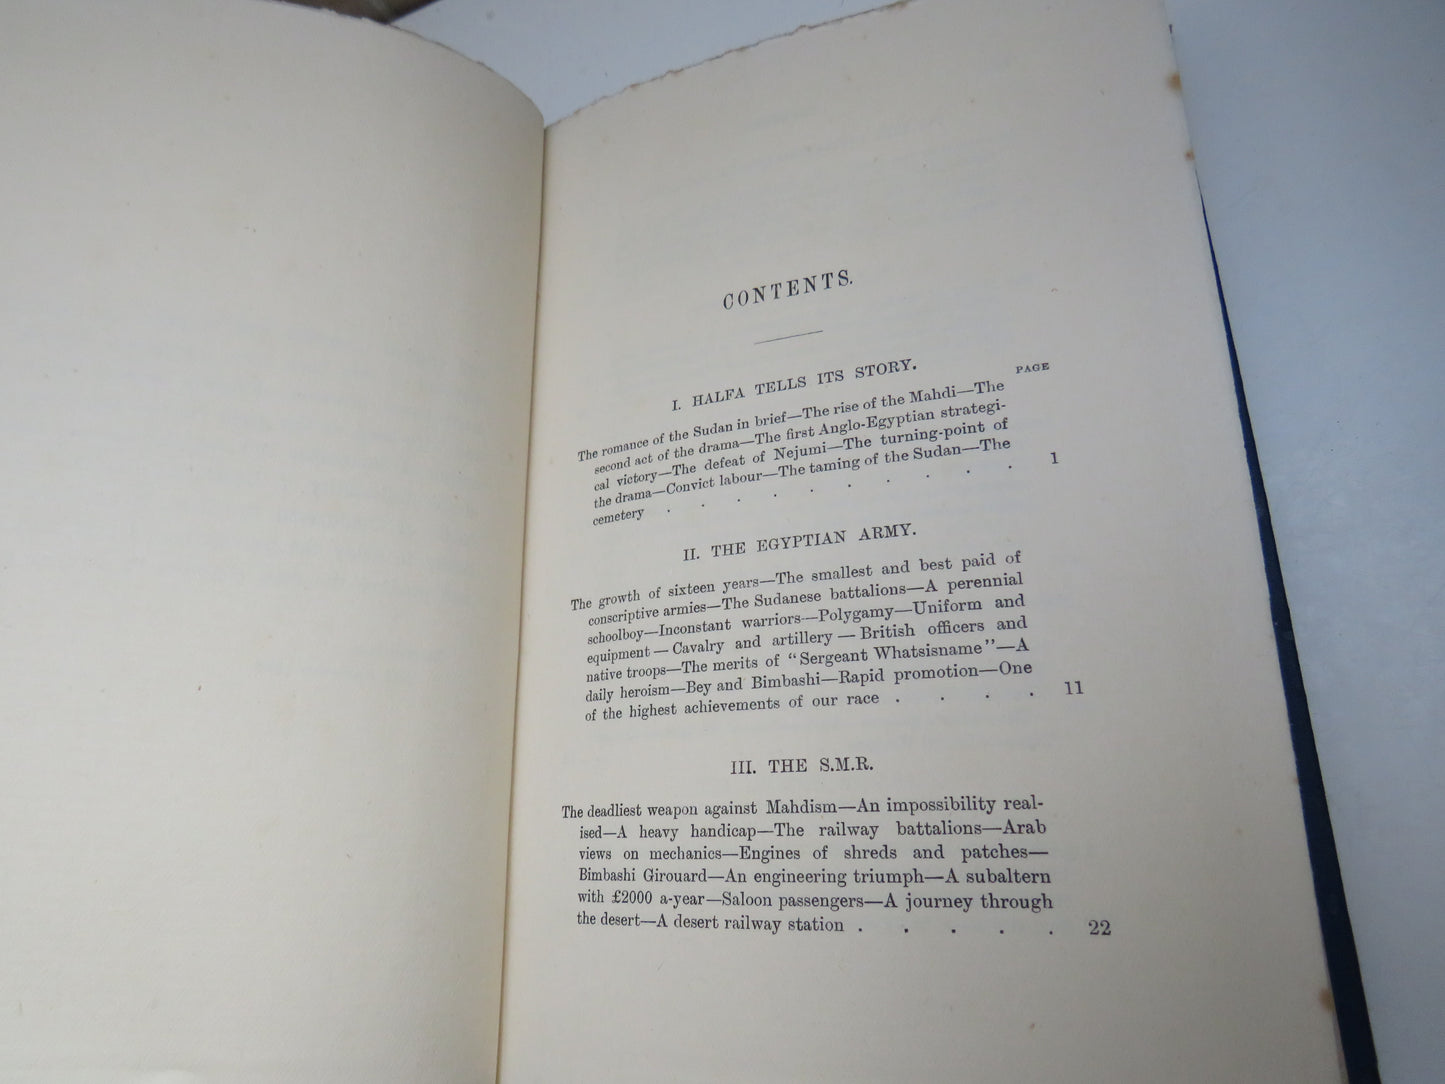 CONTENTS.
I. HALFA TELLS ITS STORY.
PAGE
The romance of the Sudan in brief—The rise of the Mahdi—The
second act of the drama—The first Anglo-Egyptian strategi-
cal victory—The defeat of Nejumi—The turning-point of
the drama—Convict labour—The taming of the Sudan—The
cemetery . . . . . . . . . . 1
II. THE EGYPTIAN ARMY.
The growth of sixteen years—The smallest and best paid of
conscriptive armies—The Sudanese battalions—A perennial
schoolboy—Inconstant warriors—Polygamy—Uniform and
equipment—Cavalry and artillery—British officers and
native troops—The merits of "Sergeant Whatsisname"—A
daily heroism—Bey and Bimbashi—Rapid promotion—One
of the highest achievements of our race . . . . 11
III. THE S.M.R.
The deadliest weapon against Mahdism—An impossibility real-
ised—A heavy handicap—The railway battalions—Arab
views on mechanics—Engines of shreds and patches—
Bimbashi Girouard—An engineering triumph—A subaltern
with £2000 a-year—Saloon passengers—A journey through
the desert—A desert railway station . . . . . 22